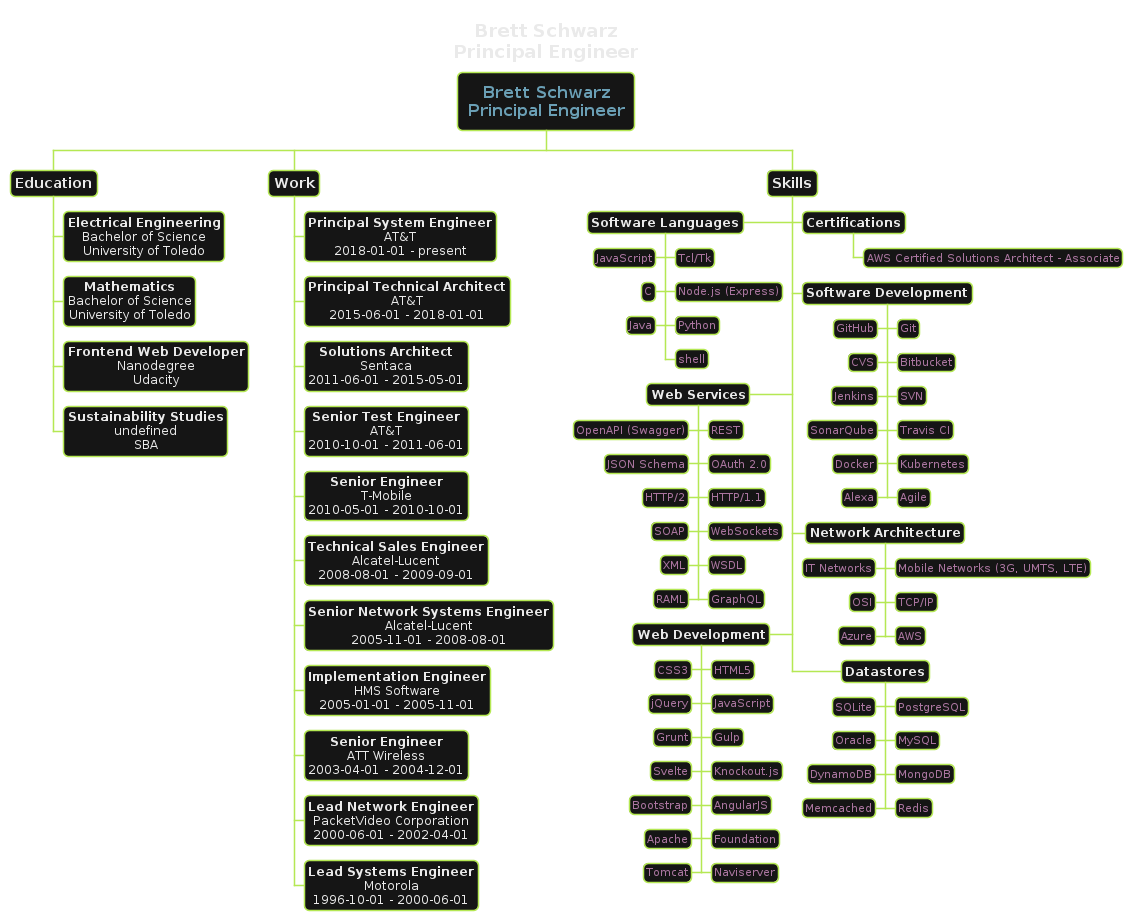 Brett Schwarz
Principal Engineer
Brett Schwarz
Principal Engineer
Education
Electrical Engineering
Bachelor of Science
University of Toledo
Mathematics
Bachelor of Science
University of Toledo
Frontend Web Developer
Nanodegree
Udacity
Sustainability Studies
undefined
SBA
Work
Principal System Engineer
AT&T
2018-01-01 - present
Principal Technical Architect
AT&T
2015-06-01 - 2018-01-01
Solutions Architect
Sentaca
2011-06-01 - 2015-05-01
Senior Test Engineer
AT&T
2010-10-01 - 2011-06-01
Senior Engineer
T-Mobile
2010-05-01 - 2010-10-01
Technical Sales Engineer
Alcatel-Lucent
2008-08-01 - 2009-09-01
Senior Network Systems Engineer
Alcatel-Lucent
2005-11-01 - 2008-08-01
Implementation Engineer
HMS Software
2005-01-01 - 2005-11-01
Senior Engineer
ATT Wireless
2003-04-01 - 2004-12-01
Lead Network Engineer
PacketVideo Corporation
2000-06-01 - 2002-04-01
Lead Systems Engineer
Motorola
1996-10-01 - 2000-06-01
Skills
Software Languages
JavaScript
Tcl/Tk
C
Node.js (Express)
Java
Python
shell
Web Services
OpenAPI (Swagger)
REST
JSON Schema
OAuth 2.0
HTTP/2
HTTP/1.1
SOAP
WebSockets
XML
WSDL
RAML
GraphQL
Web Development
CSS3
HTML5
jQuery
JavaScript
Grunt
Gulp
Svelte
Knockout.js
Bootstrap
AngularJS
Apache
Foundation
Tomcat
Naviserver
Certifications
AWS Certified Solutions Architect - Associate
Software Development
GitHub
Git
CVS
Bitbucket
Jenkins
SVN
SonarQube
Travis CI
Docker
Kubernetes
Alexa
Agile
Network Architecture
IT Networks
Mobile Networks (3G, UMTS, LTE)
OSI
TCP/IP
Azure
AWS
Datastores
SQLite
PostgreSQL
Oracle
MySQL
DynamoDB
MongoDB
Memcached
Redis